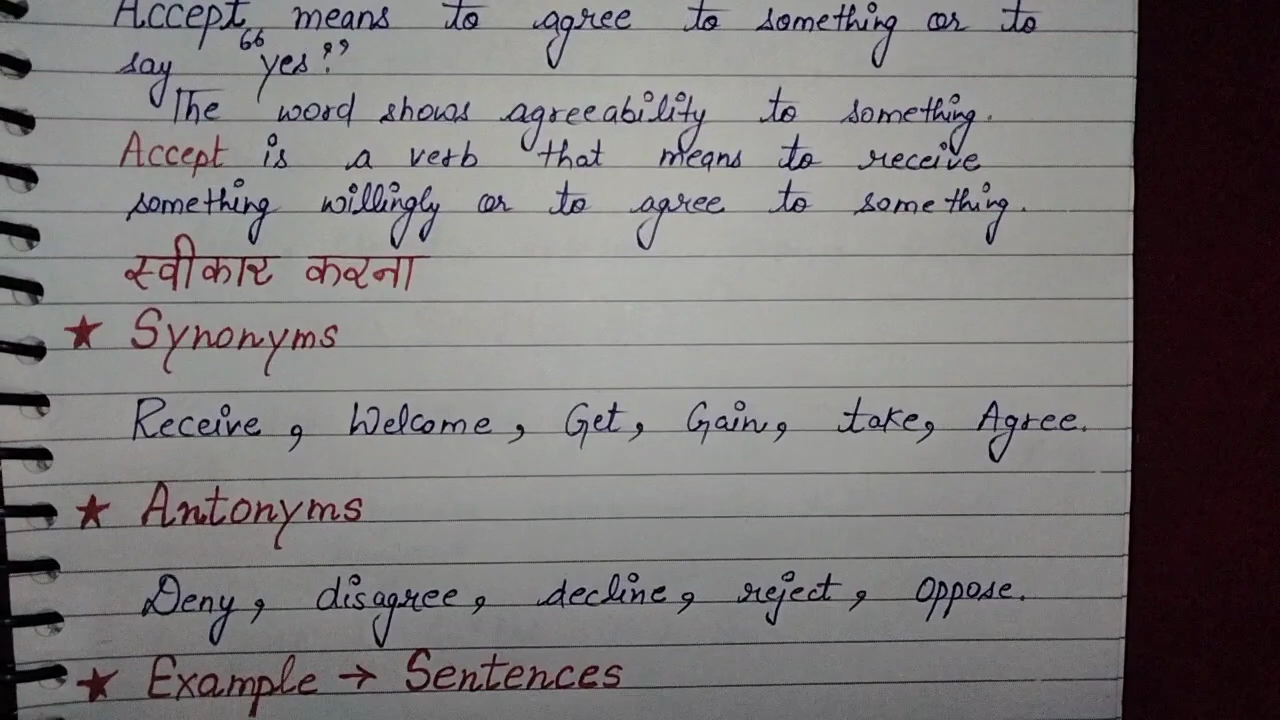 Accept means to agree to something or to
say “yes”
The word shows agreeability to something.
Accept is a verb that means to receive
something willingly or to agree to something.
स्वीकार करना
★ Synonyms
Receive, Welcome, Get, Gain, take, Agree.
★ Antonyms
Deny, disagree, decline, reject, oppose.
★ Example → Sentences